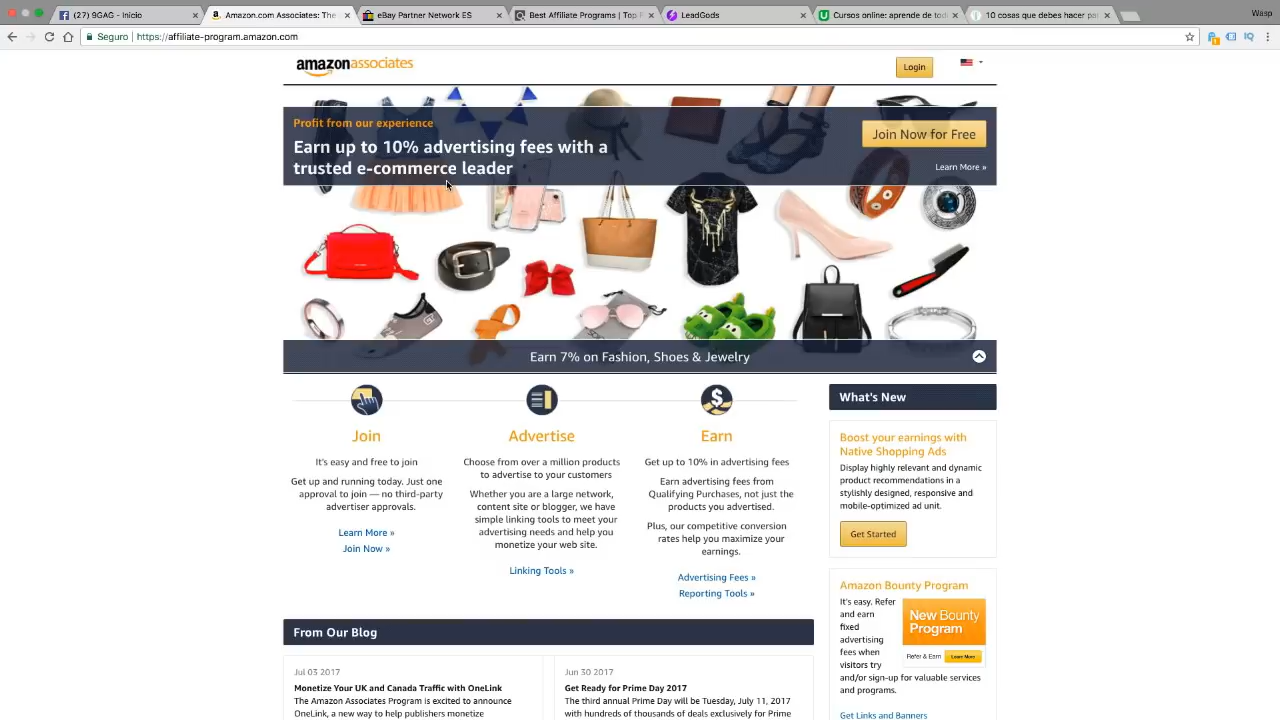 (27) 9GAG - Inicio
Amazon.com Associates: The
eBay Partner Network ES
Best Affiliate Programs | Top
LeadGods
Cursos online: aprende de tod
10 cosas que debes hacer par
Wasp
Seguro
https://affiliate-program.amazon.com
amazonassociates
Login
Profit from our experience
Earn up to 10% advertising fees with a
trusted e-commerce leader
Join Now for Free
Learn More »
Earn 7% on Fashion, Shoes & Jewelry
Join
It's easy and free to join
Get up and running today. Just one
approval to join — no third-party
advertiser approvals.
Learn More »
Join Now »
Advertise
Choose from over a million products
to advertise to your customers
Whether you are a large network,
content site or blogger, we have
simple linking tools to meet your
advertising needs and help you
monetize your web site.
Linking Tools »
Earn
Get up to 10% in advertising fees
Earn advertising fees from
Qualifying Purchases, not just the
products you advertised.
Plus, our competitive conversion
rates help you maximize your
earnings.
Advertising Fees »
Reporting Tools »
What's New
Boost your earnings with
Native Shopping Ads
Display highly relevant and dynamic
product recommendations in a
stylishly designed, responsive and
mobile-optimized ad unit.
Get Started
Amazon Bounty Program
It's easy. Refer
and earn
fixed
advertising
fees when
visitors try
and/or sign-up for valuable services
and programs.
New Bounty
Program
Refer & Earn
Learn More
Get Links and Banners
From Our Blog
Jul 03 2017
Monetize Your UK and Canada Traffic with OneLink
The Amazon Associates Program is excited to announce
OneLink, a new way to help publishers monetize
Jun 30 2017
Get Ready for Prime Day 2017
The third annual Prime Day will be Tuesday, July 11, 2017
with hundreds of thousands of deals exclusively for Prime